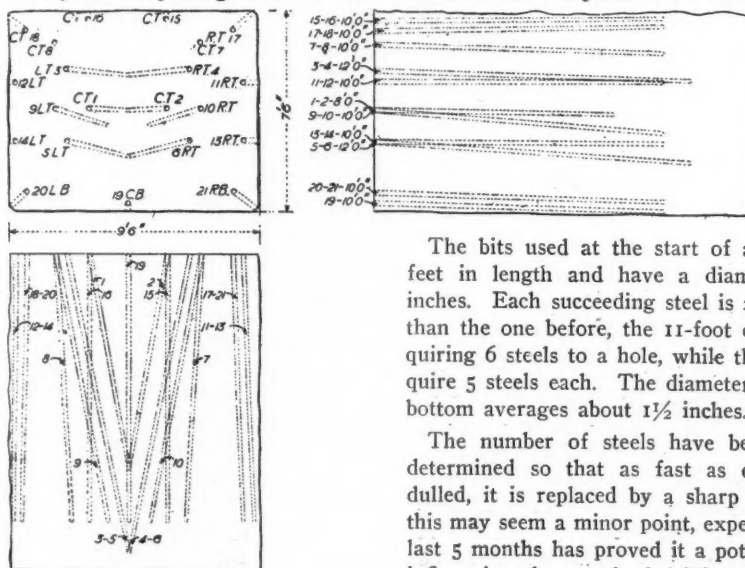 CT 16
CT 15
CT 18
RT 17
CT 8
CT 7
LT 3
RT. 4
12 LT
11 RT
9 LT
CT 1
CT 2
10 RT
14 LT
13 RT.
5 LT
6 RT
20 LB
19 CB
21 RB.
7'6"
9'6"
15-16-10'0"
17-18-10'0"
7-8-10'0"
3-4-12'0"
11-12-10'0"
1-2-8'0"
9-10-10'0"
13-14-10'0"
5-6-12'0"
20-21-10'0"
19-10'0"
19
1
2
18-20
16
15
17-21
12-14
11-13
8
7
9
10
3-5
4-6
The bits used at the start of
feet in length and have a diam
inches. Each succeeding steel is
than the one before, the 11-foot
quiring 6 steels to a hole, while th
quire 5 steels each. The diameter
bottom averages about 1½ inches.
The number of steels have be
determined so that as fast as
dulled, it is replaced by a sharp
this may seem a minor point, expe
last 5 months has proved it a pot